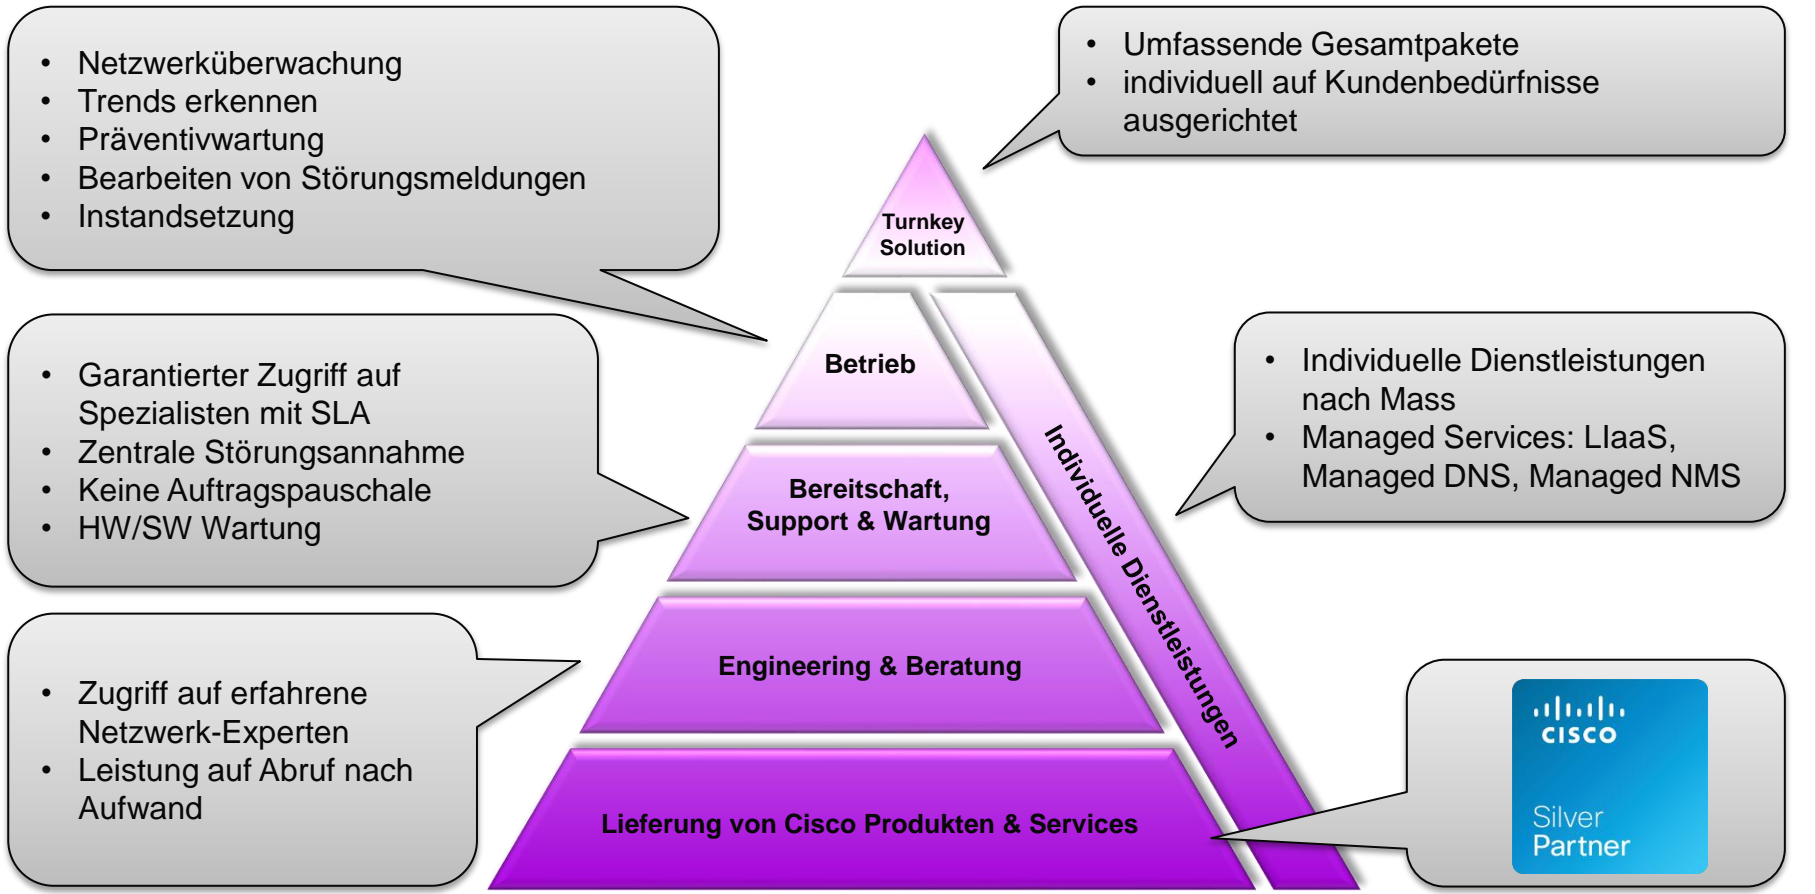 • Netzwerküberwachung
• Trends erkennen
• Präventivwartung
• Bearbeiten von Störungsmeldungen
• Instandsetzung
• Umfassende Gesamtpakete
• individuell auf Kundenbedürfnisse
ausgerichtet
Turnkey
Solution
Betrieb
• Garantierter Zugriff auf
Spezialisten mit SLA
• Zentrale Störungsannahme
• Keine Auftragspauschale
• HW/SW Wartung
Bereitschaft,
Support & Wartung
Individuelle Dienstleistungen
• Individuelle Dienstleistungen
nach Mass
• Managed Services: LIaaS,
Managed DNS, Managed NMS
• Zugriff auf erfahrene
Netzwerk-Experten
• Leistung auf Abruf nach
Aufwand
Engineering & Beratung
Lieferung von Cisco Produkten & Services
CISCO
Silver
Partner